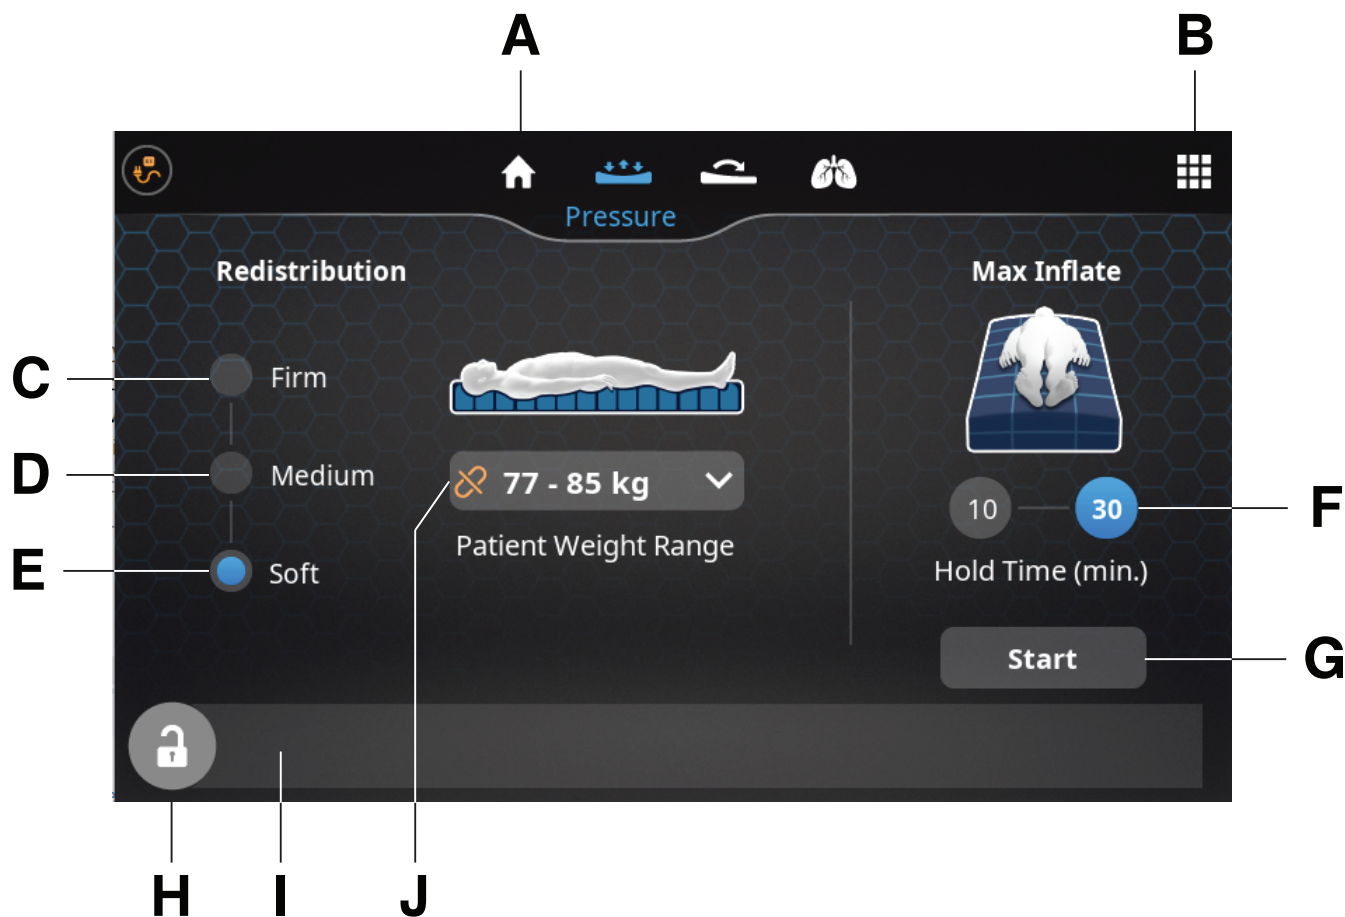 A
B
Pressure
Redistribution
Max Inflate
C
Firm
D
Medium
77 - 85 kg
10
30
F
Patient Weight Range
E
Soft
Hold Time (min.)
Start
G
H
I
J